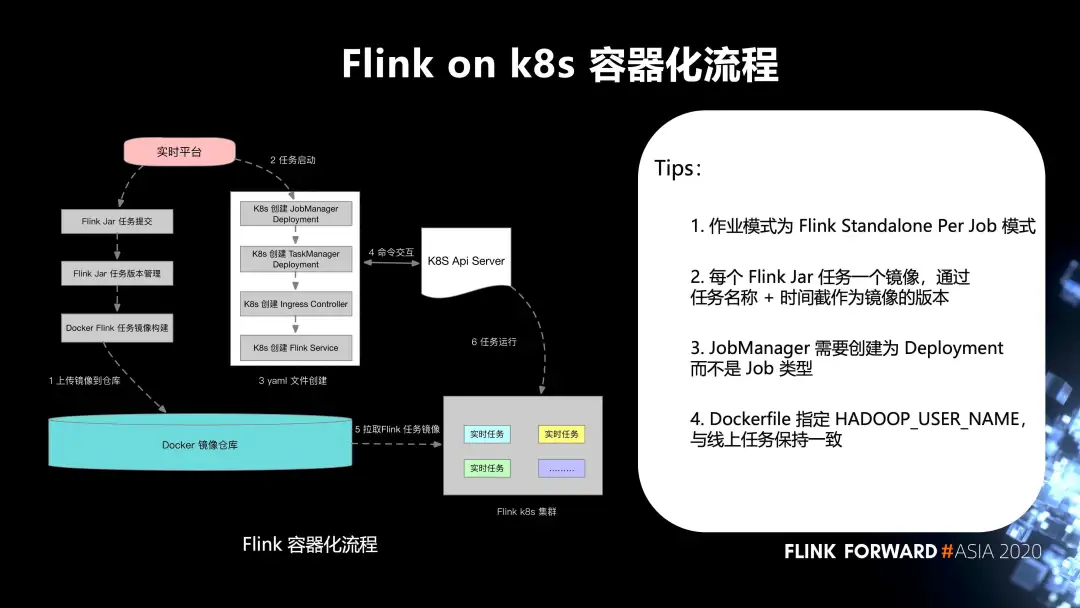 Flink on k8s 容器化流程
实时平台
2 任务启动
Flink Jar 任务提交
Flink Jar 任务版本管理
Docker Flink 任务镜像构建
1 上传镜像到仓库
K8s 创建 JobManager
Deployment
K8s 创建 TaskManager
Deployment
K8s 创建 Ingress Controller
K8s 创建 Flink Service
3 yaml 文件创建
4 命令交互
K8S Api Server
6 任务运行
Docker 镜像仓库
5 拉取Flink 任务镜像
实时任务
实时任务
实时任务
………
Flink k8s 集群
Flink 容器化流程
Tips：
1. 作业模式为 Flink Standalone Per Job 模式
2. 每个 Flink Jar 任务一个镜像，通过
任务名称 + 时间截作为镜像的版本
3. JobManager 需要创建为 Deployment
而不是 Job 类型
4. Dockerfile 指定 HADOOP_USER_NAME，
与线上任务保持一致
FLINK FORWARD #ASIA 2020